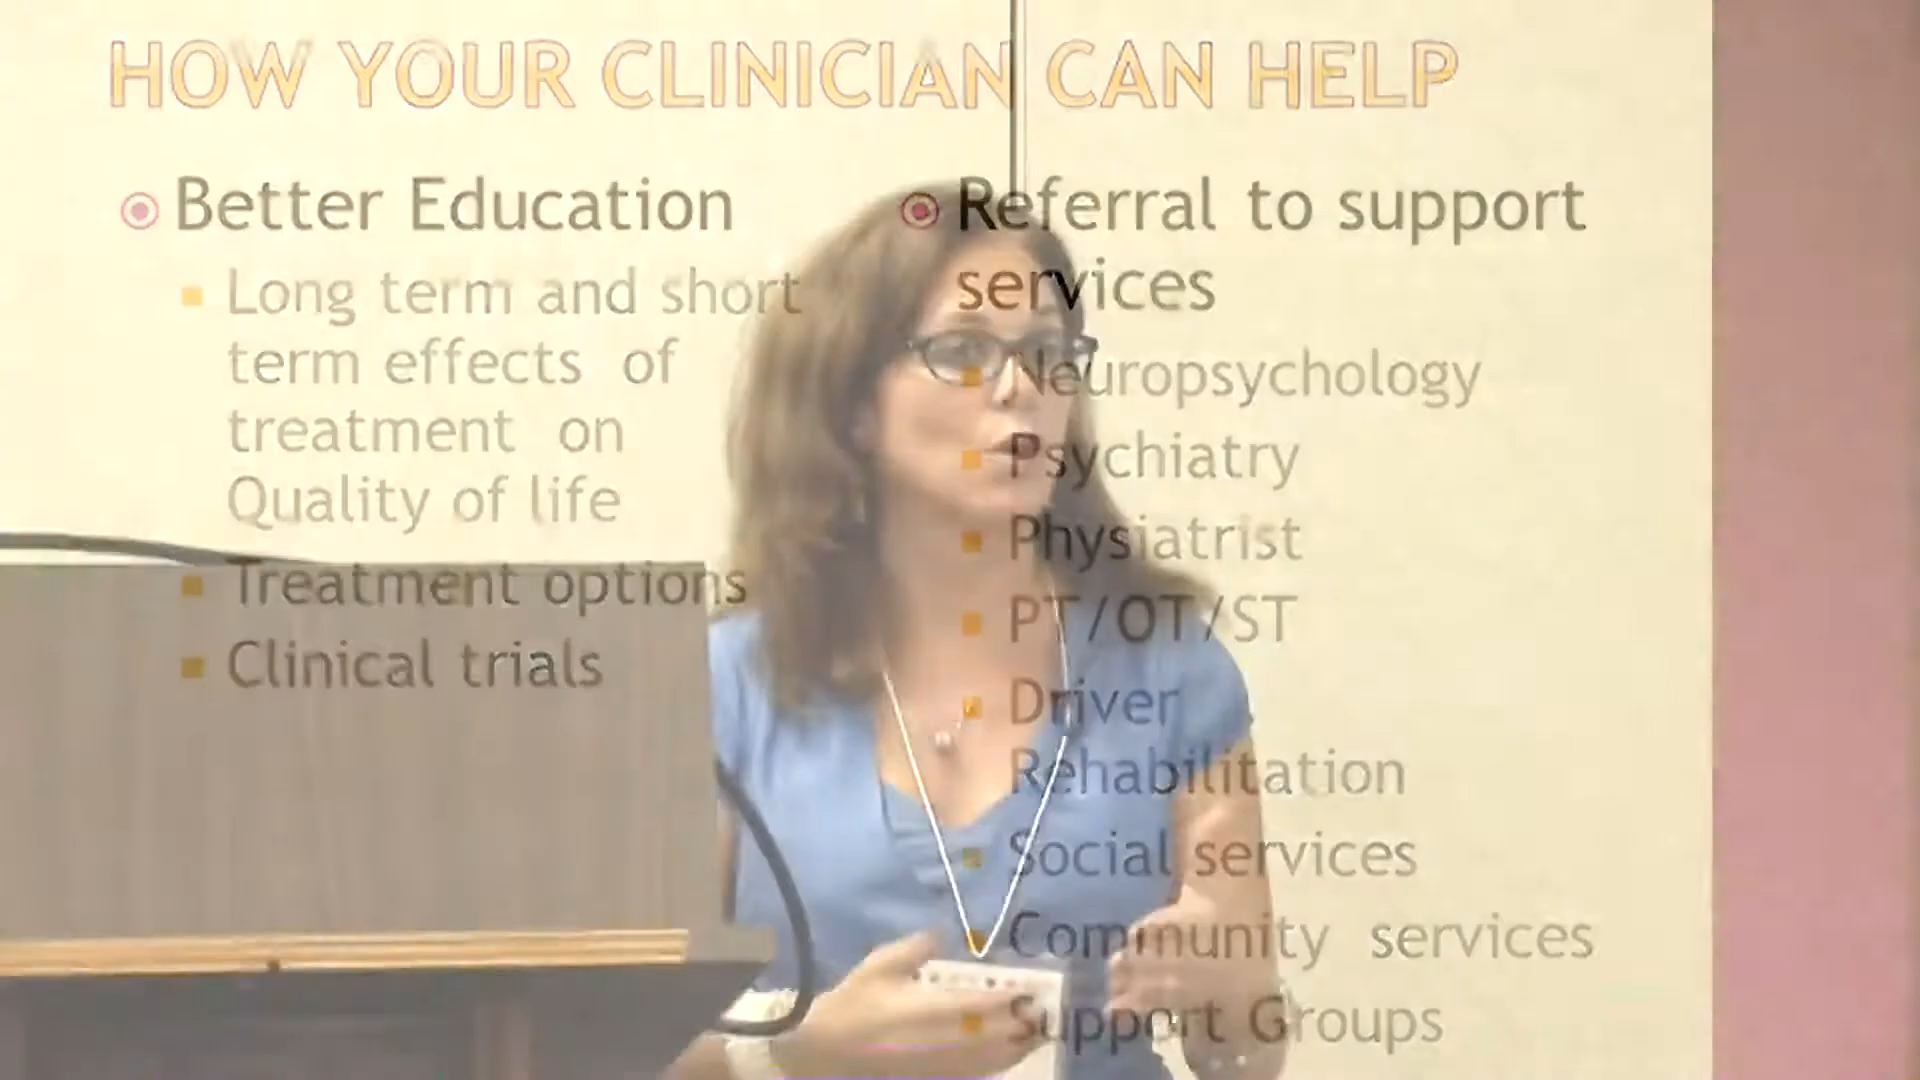 HOW YOUR CLINICIAN CAN HELP
Better Education
Long term and short
term effects of
treatment on
Quality of life
Treatment options
Clinical trials
Referral to support
services
Neuropsychology
Psychiatry
Physiatrist
PT/OT/ST
Driver
Rehabilitation
Social services
Community services
Support Groups